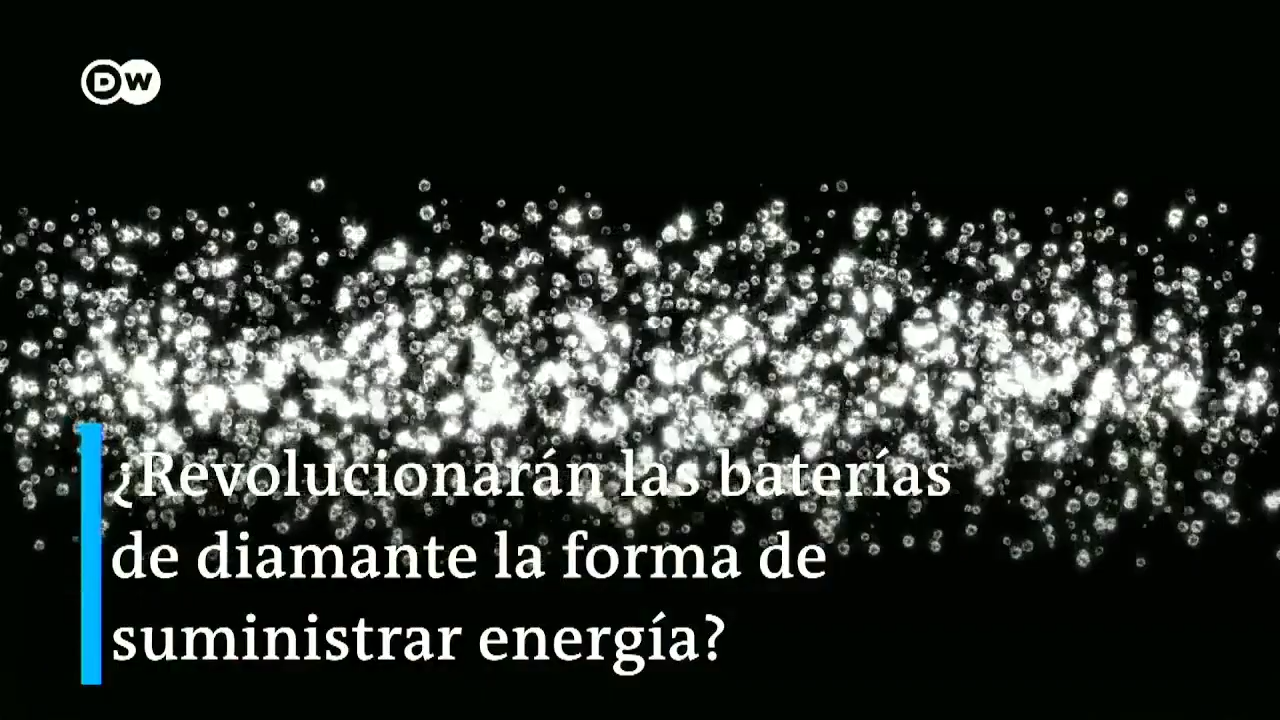 DW
¿Revolucionarán las baterías
de diamante la forma de
suministrar energía?